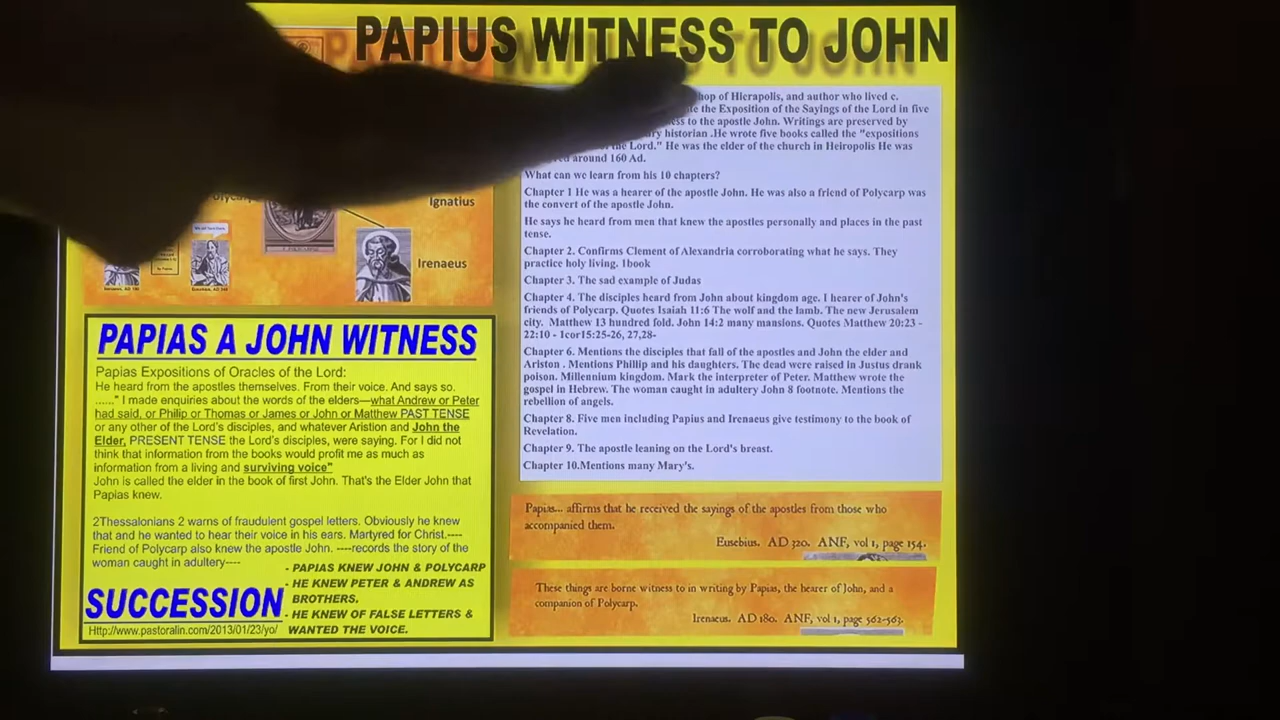 PAPIUS WITNESS TO JOHN
of Hierapolis, and author who lived c.
the Exposition of the Sayings of the Lord in five
to the apostle John. Writings are preserved by
historian .He wrote five books called the "expositions
the Lord." He was the elder of the church in Heiropolis He was
around 160 Ad.
What can we learn from his 10 chapters?
Chapter 1 He was a hearer of the apostle John. He was also a friend of Polycarp was
the convert of the apostle John.
He says he heard from men that knew the apostles personally and places in the past
tense.
Chapter 2. Confirms Clement of Alexandria corroborating what he says. They
practice holy living. 1book
Chapter 3. The sad example of Judas
Chapter 4. The disciples heard from John about kingdom age. I hearer of John's
friends of Polycarp. Quotes Isaiah 11:6 The wolf and the lamb. The new Jerusalem
city. Matthew 13 hundred fold. John 14:2 many mansions. Quotes Matthew 20:23 -
22:10 - 1cor15:25-26, 27,28-
Chapter 6. Mentions the disciples that fall of the apostles and John the elder and
Ariston . Mentions Phillip and his daughters. The dead were raised in Justus drank
poison. Millennium kingdom. Mark the interpreter of Peter. Matthew wrote the
gospel in Hebrew. The woman caught in adultery John 8 footnote. Mentions the
rebellion of angels.
Chapter 8. Five men including Papius and Irenaeus give testimony to the book of
Revelation.
Chapter 9. The apostle leaning on the Lord's breast.
Chapter 10.Mentions many Mary's.
Ignatius
Irenaeus
PAPIAS A JOHN WITNESS
Papias Expositions of Oracles of the Lord:
He heard from the apostles themselves. From their voice. And says so.
......" I made enquiries about the words of the elders—what Andrew or Peter
had said, or Philip or Thomas or James or John or Matthew PAST TENSE
or any other of the Lord's disciples, and whatever Aristion and John the
Elder, PRESENT TENSE the Lord's disciples, were saying. For I did not
think that information from the books would profit me as much as
information from a living and surviving voice"
John is called the elder in the book of first John. That's the Elder John that
Papias knew.
2Thessalonians 2 warns of fraudulent gospel letters. Obviously he knew
that and he wanted to hear their voice in his ears. Martyred for Christ.----
Friend of Polycarp also knew the apostle John. ----records the story of the
woman caught in adultery----
- PAPIAS KNEW JOHN & POLYCARP
- HE KNEW PETER & ANDREW AS
BROTHERS.
- HE KNEW OF FALSE LETTERS &
WANTED THE VOICE.
SUCCESSION
Http://www.pastoralin.com/2013/01/23/yo/
Papias... affirms that he received the sayings of the apostles from those who
accompanied them.
Eusebius. AD 320. ANF, vol 1, page 154.
These things are borne witness to in writing by Papias, the hearer of John, and a
companion of Polycarp.
Irenaeus. AD 180. ANF, vol 1, page 562-563.